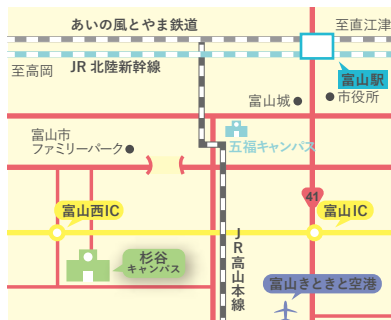 あいの風とやま鉄道
至直江津
至高岡
JR 北陸新幹線
富山駅
富山城
市役所
富山市
ファミリーパーク
五福キャンパス
41
富山西IC
富山IC
杉谷
キャンパス
JR高山本線
富山きときと空港